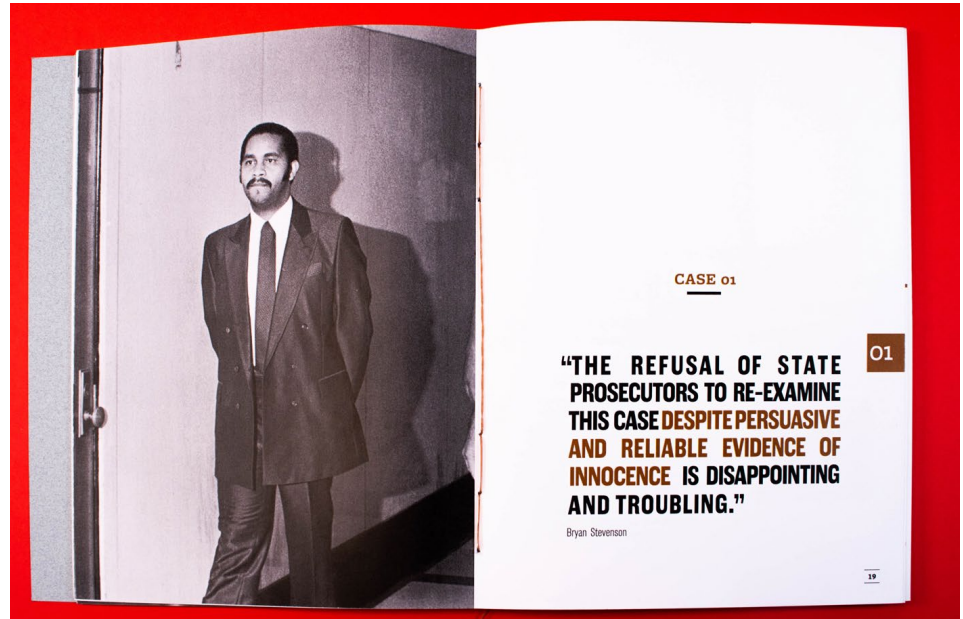 CASE 01
01
“THE REFUSAL OF STATE
PROSECUTORS TO RE-EXAMINE
THIS CASE DESPITE PERSUASIVE
AND RELIABLE EVIDENCE OF
INNOCENCE IS DISAPPOINTING
AND TROUBLING.”
Bryan Stevenson
19